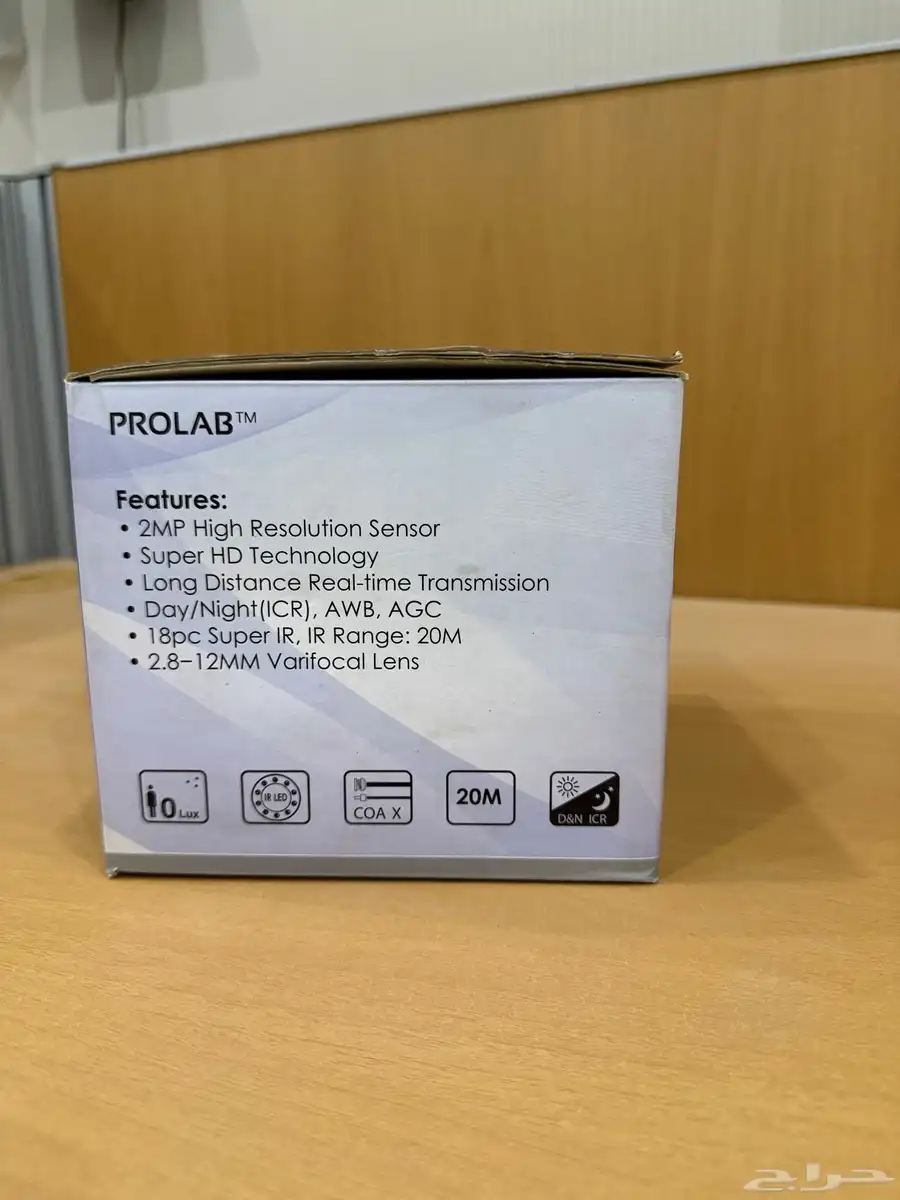 PROLAB™
Features:
• 2MP High Resolution Sensor
• Super HD Technology
• Long Distance Real-time Transmission
• Day/Night(ICR), AWB, AGC
• 18pc Super IR, IR Range: 20M
• 2.8–12MM Varifocal Lens
0 Lux
IR LED
COA X
20M
D&N ICR
حراج